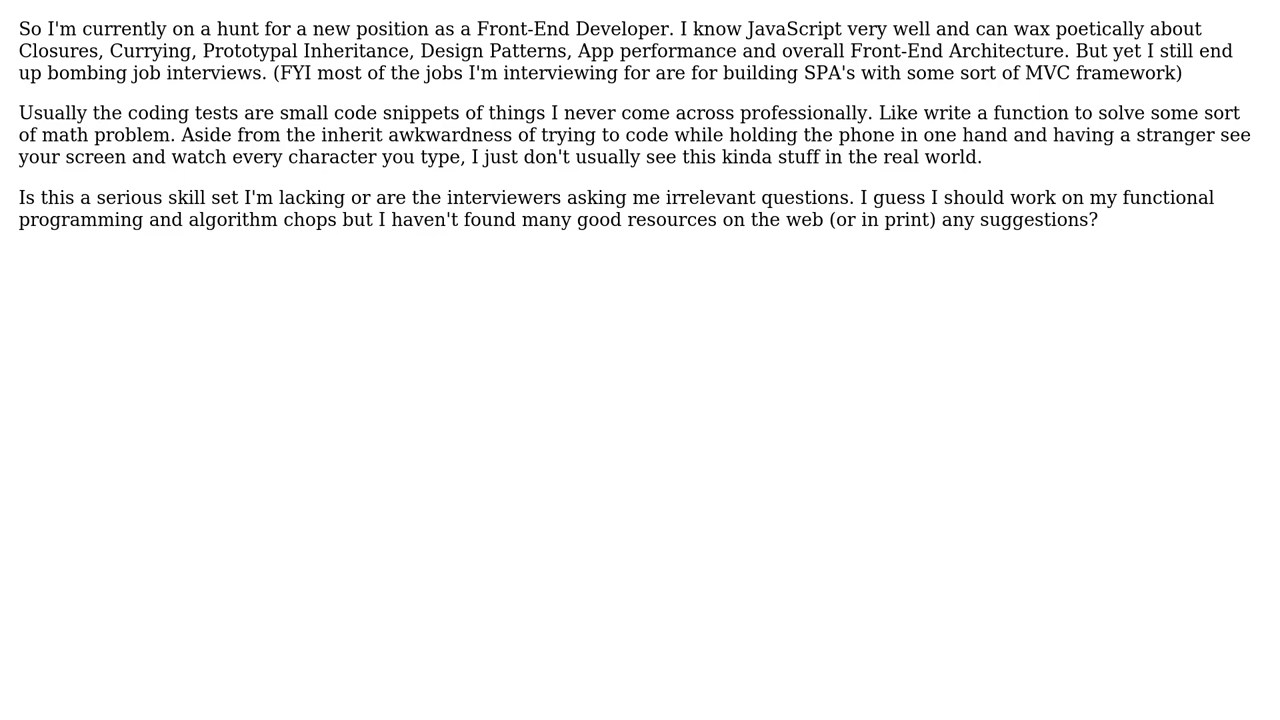 So I'm currently on a hunt for a new position as a Front-End Developer. I know JavaScript very well and can wax poetically about
Closures, Currying, Prototypal Inheritance, Design Patterns, App performance and overall Front-End Architecture. But yet I still end
up bombing job interviews. (FYI most of the jobs I'm interviewing for are for building SPA's with some sort of MVC framework)
Usually the coding tests are small code snippets of things I never come across professionally. Like write a function to solve some sort
of math problem. Aside from the inherit awkwardness of trying to code while holding the phone in one hand and having a stranger see
your screen and watch every character you type, I just don't usually see this kinda stuff in the real world.
Is this a serious skill set I'm lacking or are the interviewers asking me irrelevant questions. I guess I should work on my functional
programming and algorithm chops but I haven't found many good resources on the web (or in print) any suggestions?